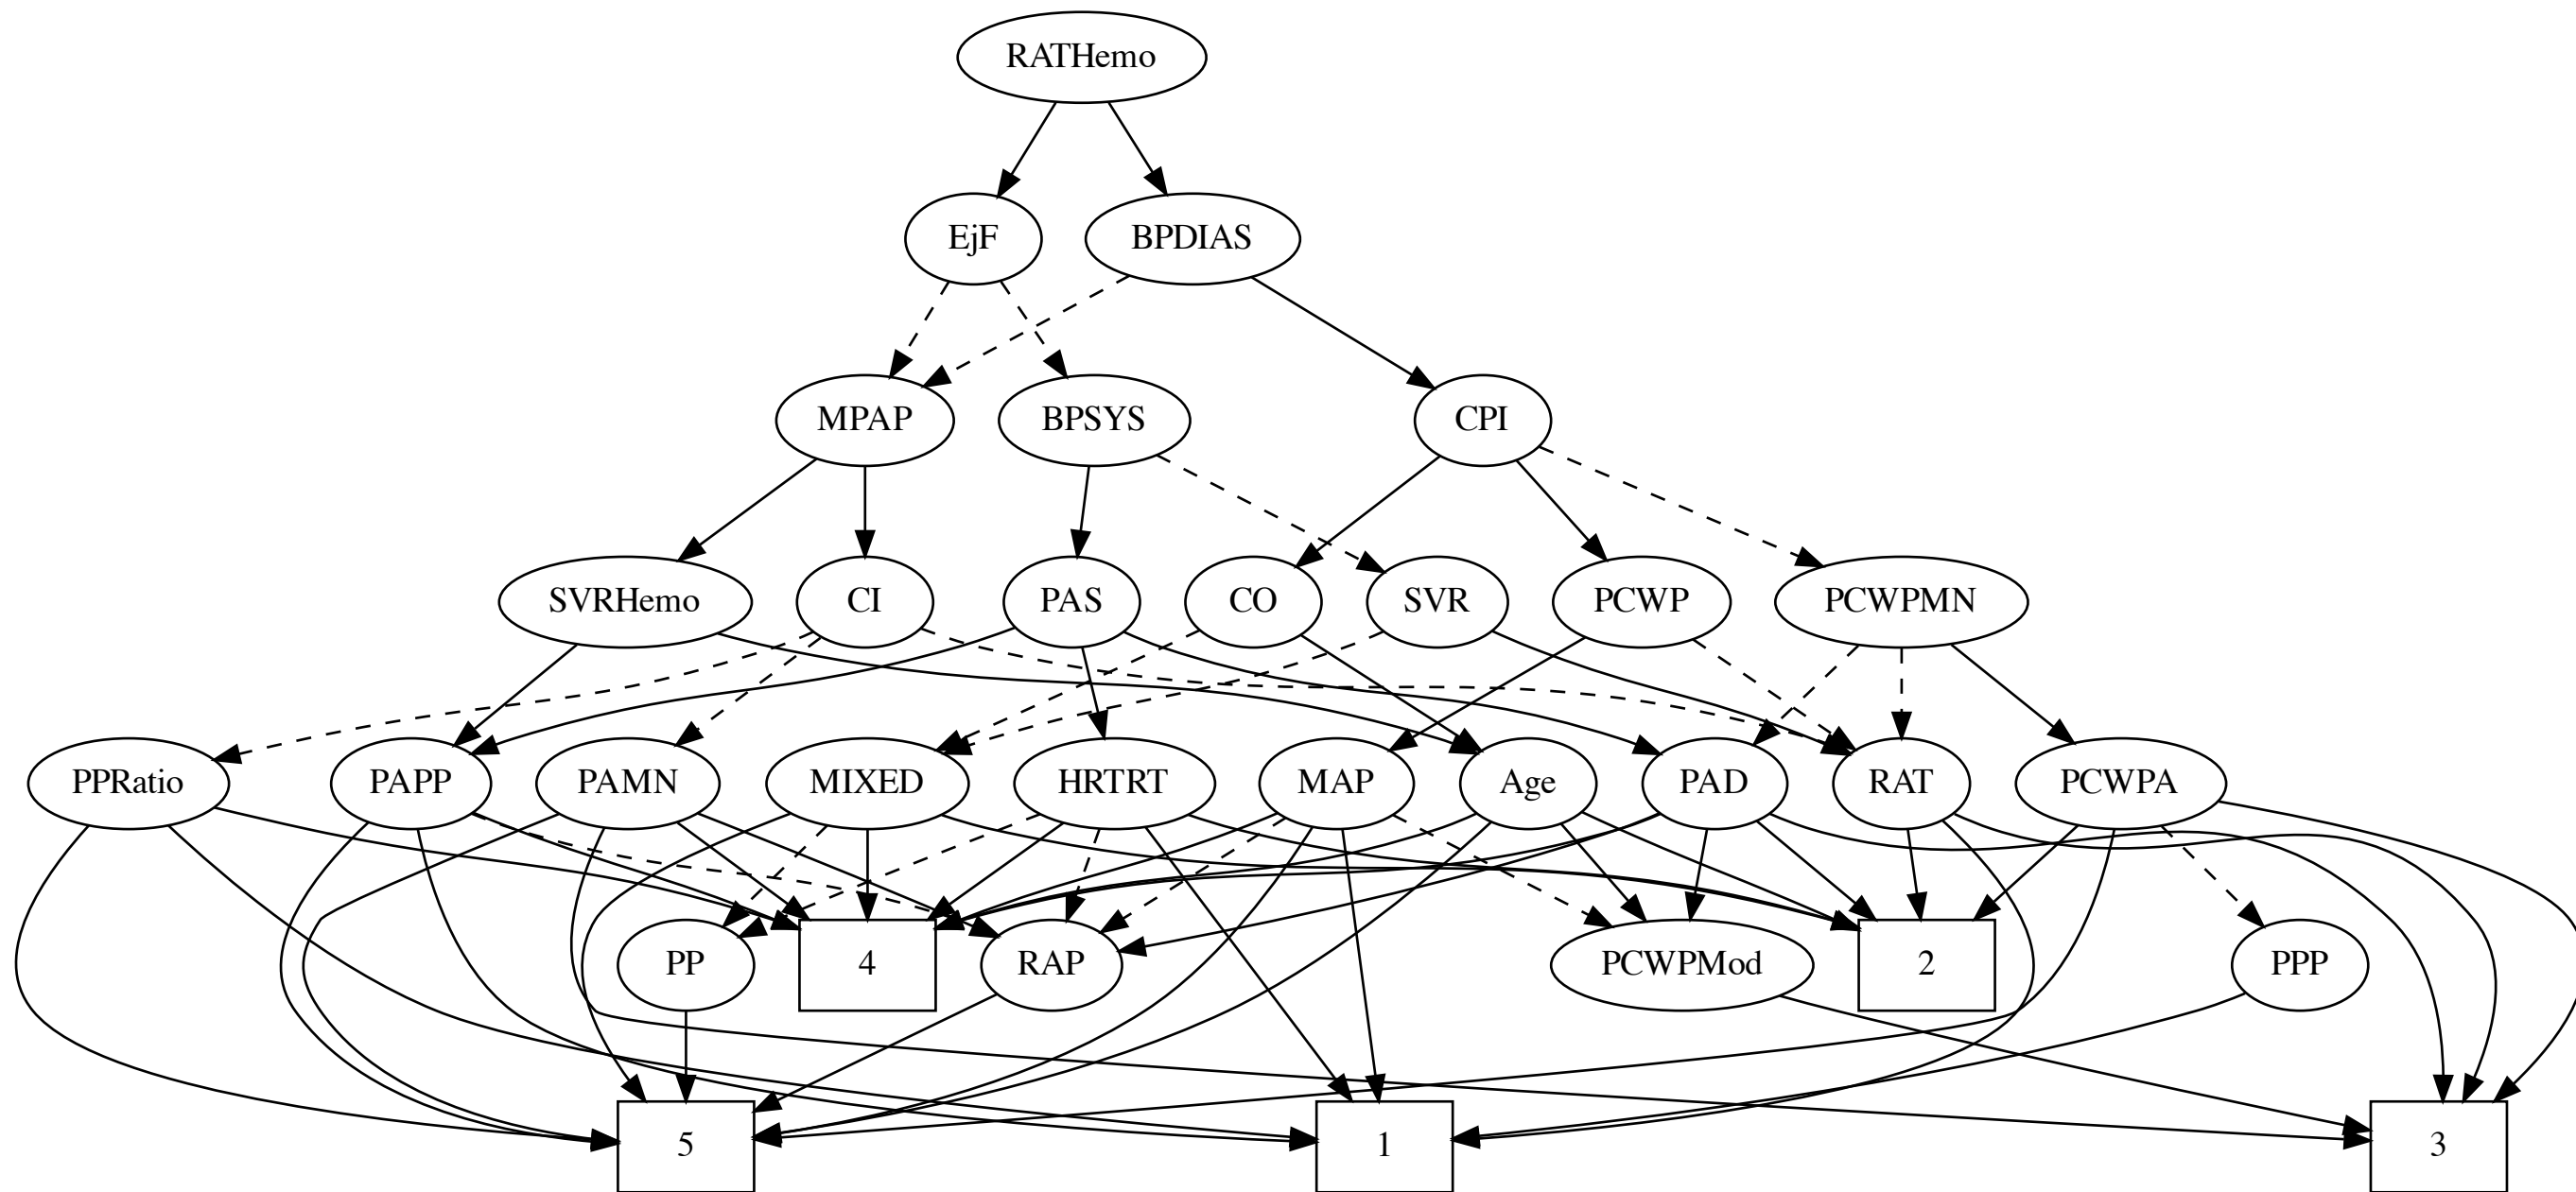 RATHemo
EjF
BPDIAS
MPAP
BPSYS
CPI
SVRHemo
CI
PAS
CO
SVR
PCWP
PCWPMN
PPRatio
PAPP
PAMN
MIXED
HRTRT
MAP
Age
PAD
RAT
PCWPA
PP
4
RAP
PCWPMod
2
PPP
5
1
3